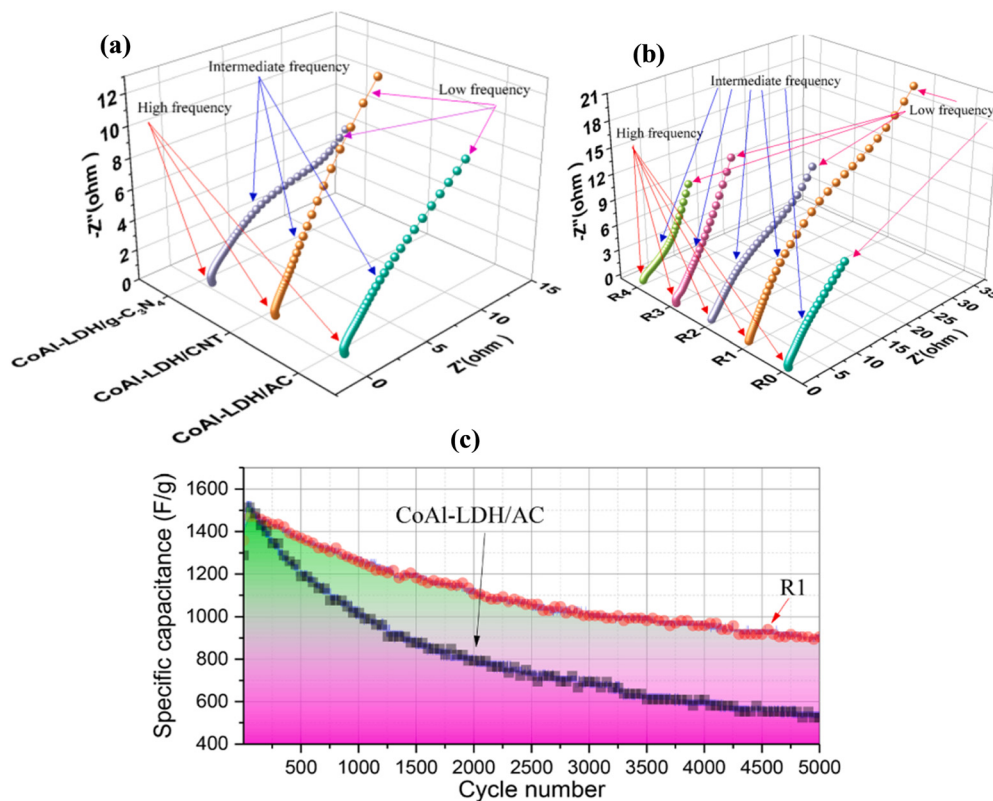 (a)
Intermediate frequency
High frequency
Low frequency
12
10
8
6
4
2
0
-Z''(ohm )
CoAl-LDH/g-C₃N₄
CoAl-LDH/CNT
CoAl-LDH/AC
0
5
10
15
Z'(ohm)
(b)
Intermediate frequency
High frequency
Low frequency
21
18
15
12
9
6
3
0
-Z''(ohm )
R4
R3
R2
R1
R0
0
5
10
15
20
25
30
35
Z'(ohm)
(c)
CoAl-LDH/AC
R1
1600
1400
1200
1000
800
600
400
Specific capacitance (F/g)
500 1000 1500 2000 2500 3000 3500 4000 4500 5000
Cycle number